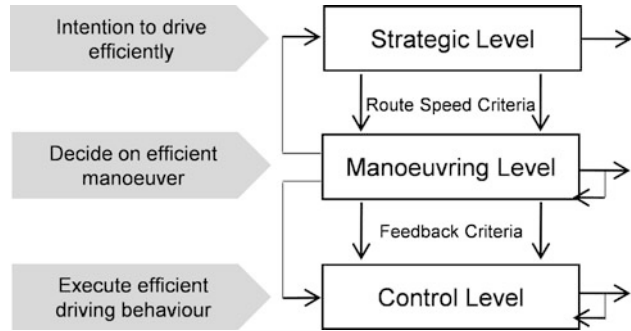 Intention to drive
efficiently
Strategic Level
Route Speed Criteria
Decide on efficient
manoeuver
Manoeuvring Level
Feedback Criteria
Execute efficient
driving behaviour
Control Level